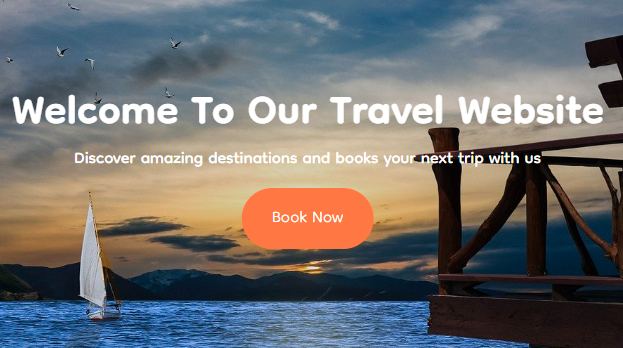 Welcome To Our Travel Website
Discover amazing destinations and books your next trip with us
Book Now